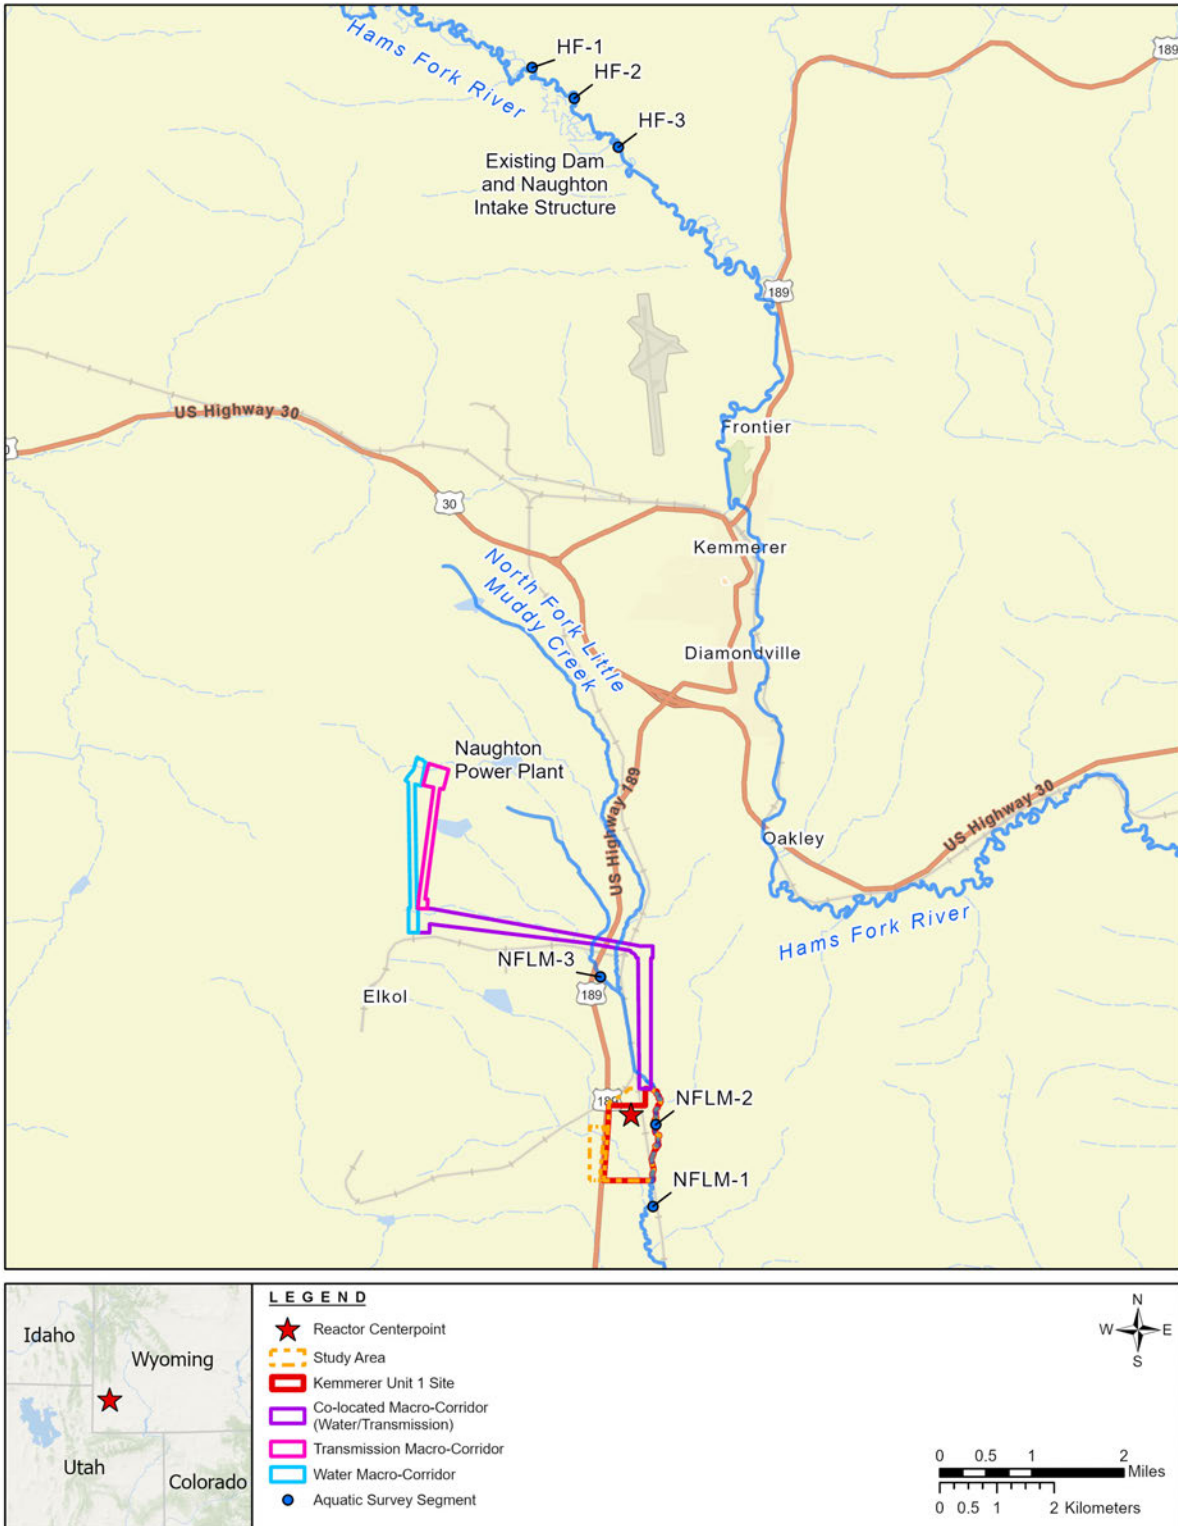 Hams Fork
River
HF-1
HF-2
HF-3
189
Existing Dam
and Naughton
Intake Structure
189
US Highway 30
Frontier
30
Kemmerer
North Fork Little
Muddy Creek
Diamondville
Naughton
Power Plant
US Highway 189
US Highway 30
Oakley
Hams Fork River
NFLM-3
189
Elkol
189
NFLM-2
NFLM-1
Idaho
Wyoming
Utah
Colorado
LEGEND
Reactor Centerpoint
Study Area
Kemmerer Unit 1 Site
Co-located Macro-Corridor
(Water/Transmission)
Transmission Macro-Corridor
Water Macro-Corridor
Aquatic Survey Segment
N
W E
S
0 0.5 1 2
Miles
0 0.5 1 2 Kilometers